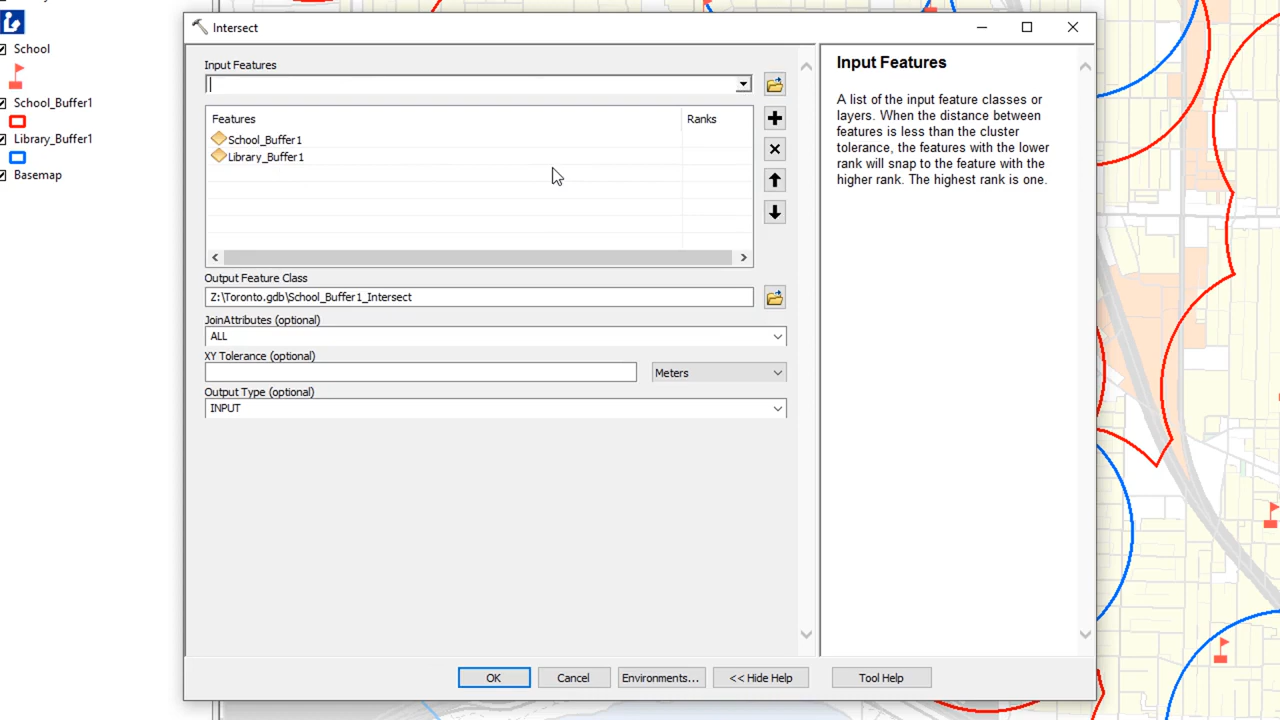 School
School_Buffer1
Library_Buffer1
Basemap
Intersect
Input Features
Features Ranks
School_Buffer1
Library_Buffer1
Output Feature Class
Z:\Toronto.gdb\School_Buffer1_Intersect
JoinAttributes (optional)
ALL
XY Tolerance (optional)
Meters
Output Type (optional)
INPUT
OK Cancel Environments... << Hide Help Tool Help
Input Features
A list of the input feature classes or
layers. When the distance between
features is less than the cluster
tolerance, the features with the lower
rank will snap to the feature with the
higher rank. The highest rank is one.